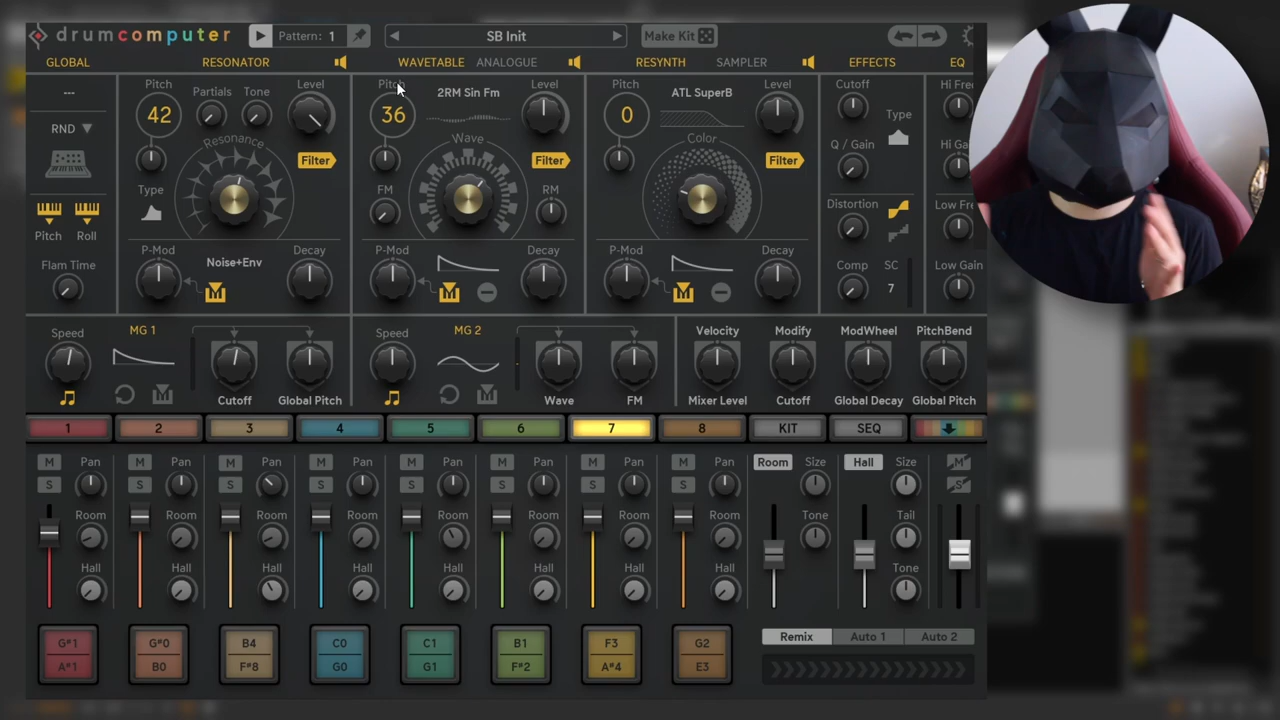 drumcomputer Pattern: 1 SB Init Make Kit
GLOBAL RESONATOR WAVETABLE ANALOGUE RESYNTH SAMPLER EFFECTS EQ
---
RND
Pitch Roll
Flam Time
Pitch Partials Tone Level
42
Resonance
Filter
Type
P-Mod Noise+Env Decay
Pitch 2RM Sin Fm Level
36
Wave
Filter
FM RM
P-Mod Decay
Pitch ATL SuperB Level
0
Color
Filter
P-Mod Decay
Cutoff
Type
Q / Gain
Distortion
Comp SC
7
Hi Fre
Hi Ga
Low Fre
Low Gain
Speed MG 1
Cutoff Global Pitch
Speed MG 2
Wave FM
Velocity Modify ModWheel PitchBend
Mixer Level Cutoff Global Decay Global Pitch
1 2 3 4 5 6 7 8 KIT SEQ
M Pan M Pan M Pan M Pan M Pan M Pan M Pan M Pan Room Size Hall Size M
S S S S S S S S S
Room Room Room Room Room Room Room Room Tone Tail
Hall Hall Hall Hall Hall Hall Hall Hall Tone
G#1 G#0 B4 C0 C1 B1 F3 G2
A#1 B0 F#8 G0 G1 F#2 A#4 E3
Remix Auto 1 Auto 2